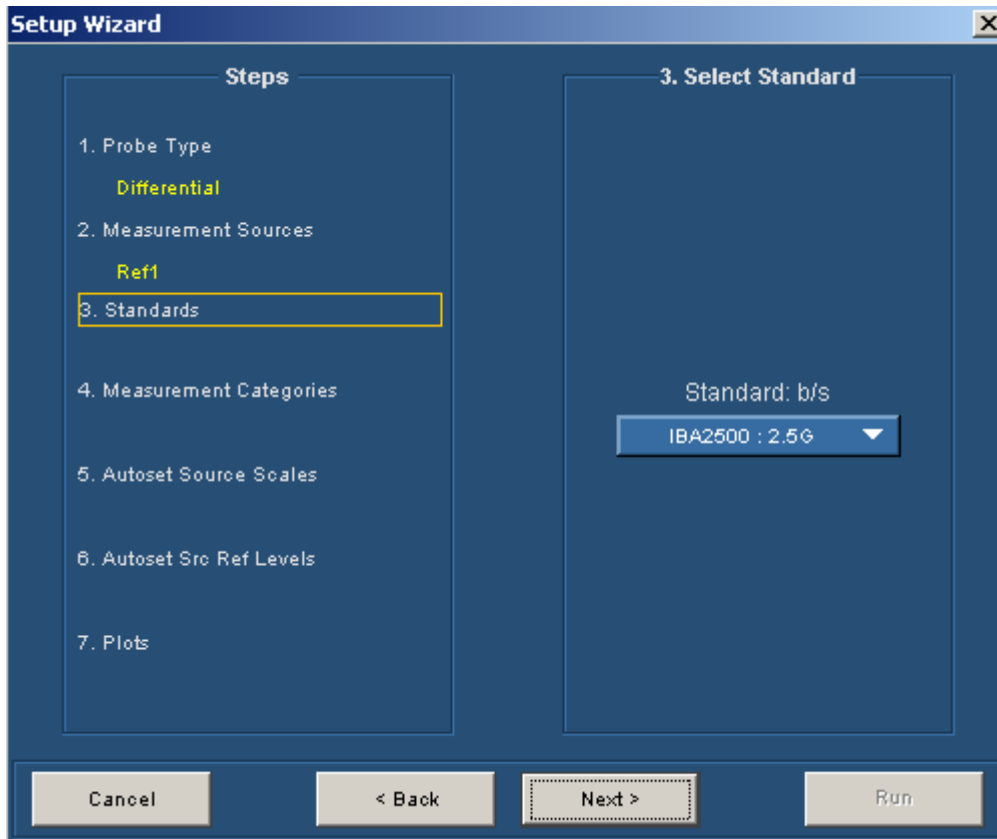 Setup Wizard
Steps
1. Probe Type
Differential
2. Measurement Sources
Ref1
3. Standards
4. Measurement Categories
5. Autoset Source Scales
6. Autoset Src Ref Levels
7. Plots
3. Select Standard
Standard: b/s
IBA2500 : 2.5G
Cancel
< Back
Next >
Run